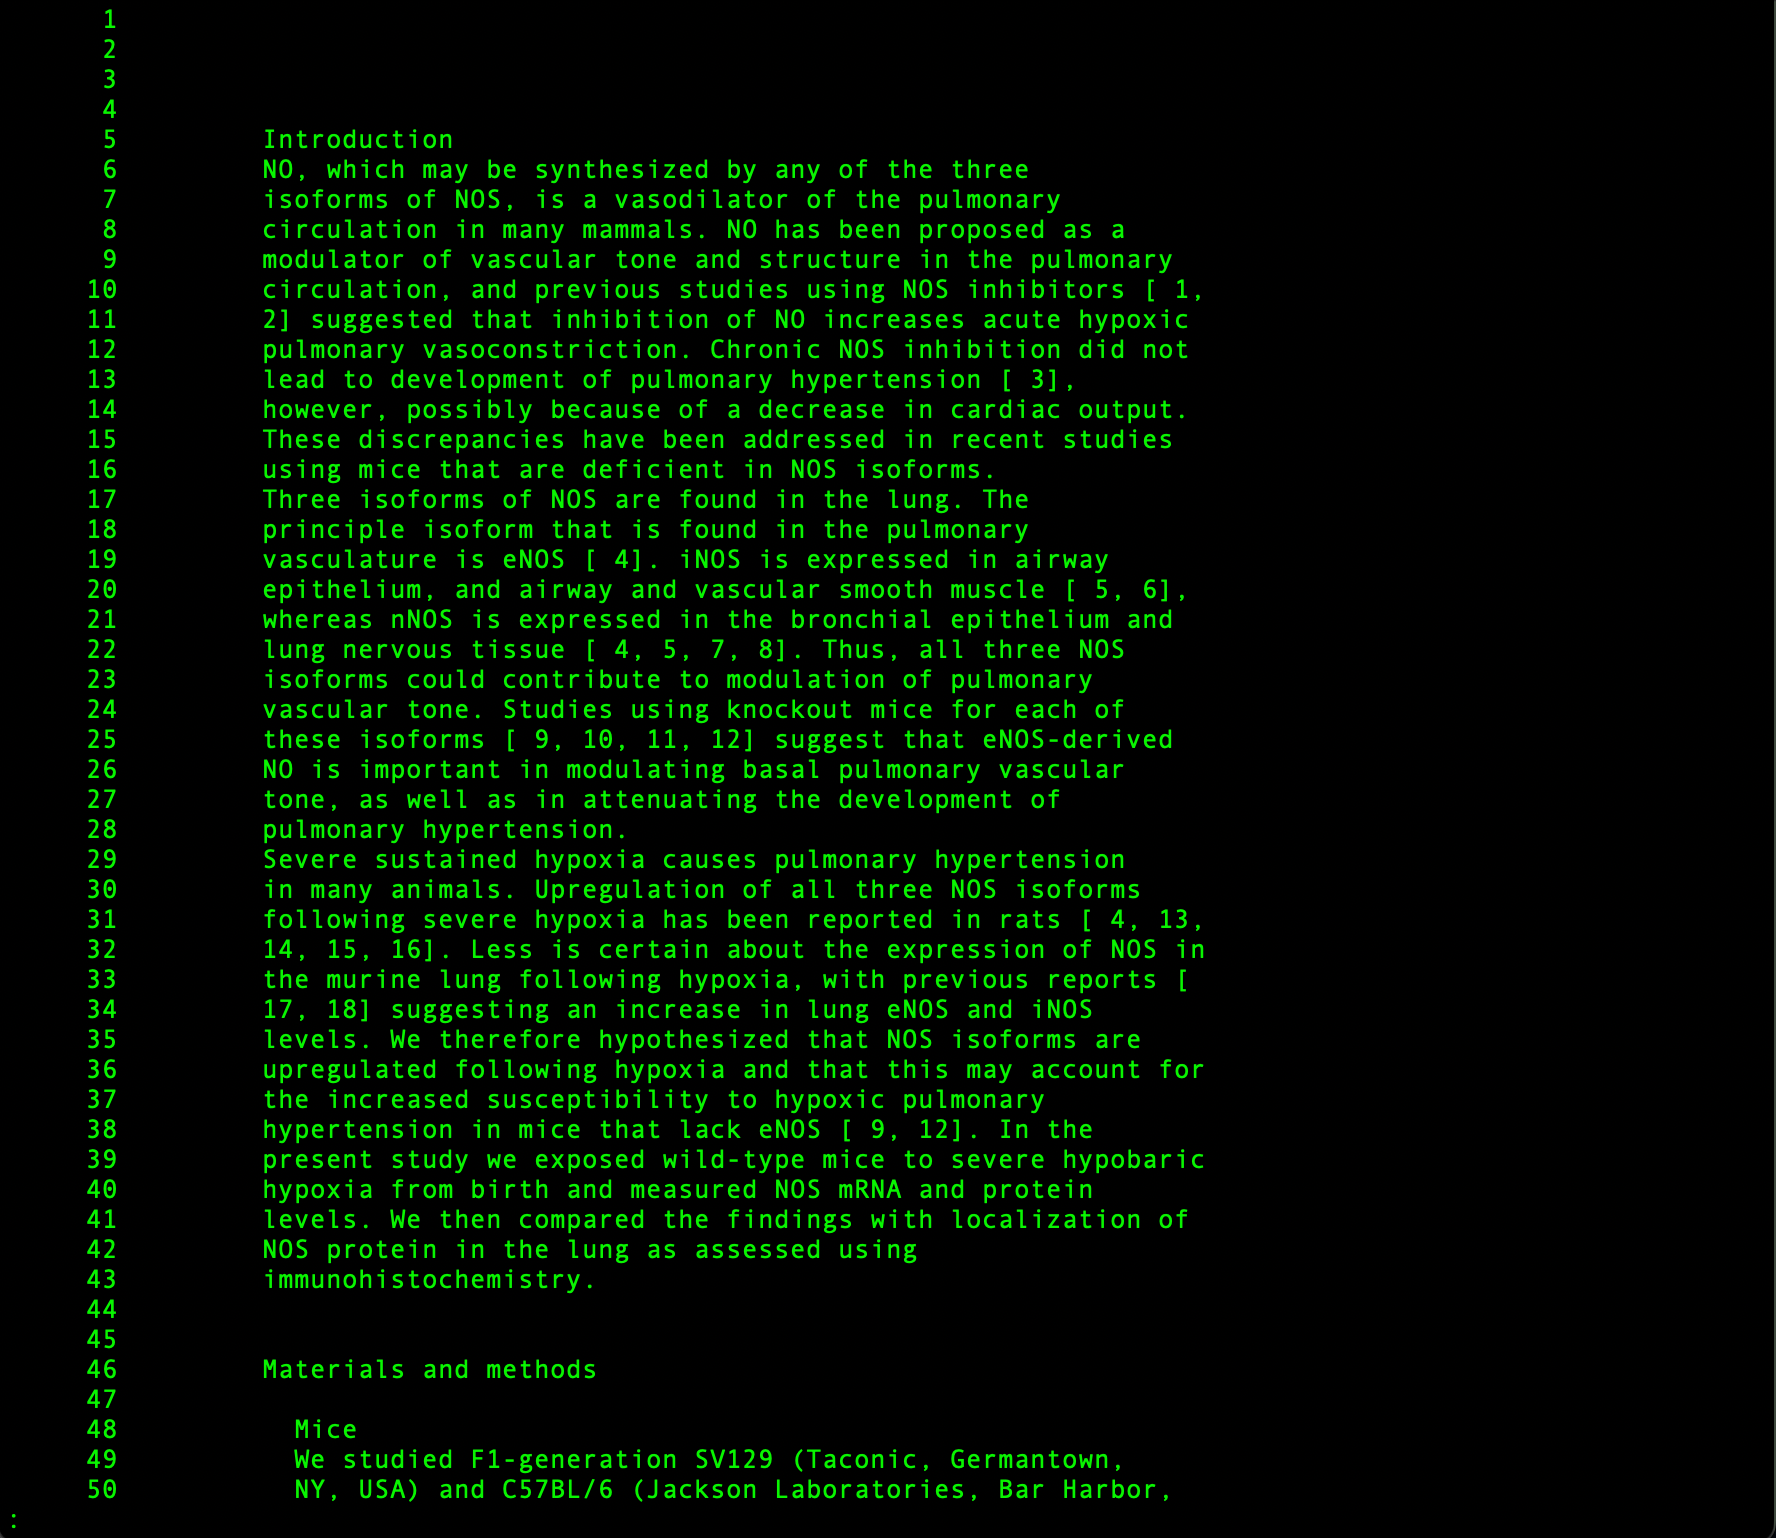 1
2
3
4
5 Introduction
6 NO, which may be synthesized by any of the three
7 isoforms of NOS, is a vasodilator of the pulmonary
8 circulation in many mammals. NO has been proposed as a
9 modulator of vascular tone and structure in the pulmonary
10 circulation, and previous studies using NOS inhibitors [ 1,
11 2] suggested that inhibition of NO increases acute hypoxic
12 pulmonary vasoconstriction. Chronic NOS inhibition did not
13 lead to development of pulmonary hypertension [ 3],
14 however, possibly because of a decrease in cardiac output.
15 These discrepancies have been addressed in recent studies
16 using mice that are deficient in NOS isoforms.
17 Three isoforms of NOS are found in the lung. The
18 principle isoform that is found in the pulmonary
19 vasculature is eNOS [ 4]. iNOS is expressed in airway
20 epithelium, and airway and vascular smooth muscle [ 5, 6],
21 whereas nNOS is expressed in the bronchial epithelium and
22 lung nervous tissue [ 4, 5, 7, 8]. Thus, all three NOS
23 isoforms could contribute to modulation of pulmonary
24 vascular tone. Studies using knockout mice for each of
25 these isoforms [ 9, 10, 11, 12] suggest that eNOS-derived
26 NO is important in modulating basal pulmonary vascular
27 tone, as well as in attenuating the development of
28 pulmonary hypertension.
29 Severe sustained hypoxia causes pulmonary hypertension
30 in many animals. Upregulation of all three NOS isoforms
31 following severe hypoxia has been reported in rats [ 4, 13,
32 14, 15, 16]. Less is certain about the expression of NOS in
33 the murine lung following hypoxia, with previous reports [
34 17, 18] suggesting an increase in lung eNOS and iNOS
35 levels. We therefore hypothesized that NOS isoforms are
36 upregulated following hypoxia and that this may account for
37 the increased susceptibility to hypoxic pulmonary
38 hypertension in mice that lack eNOS [ 9, 12]. In the
39 present study we exposed wild-type mice to severe hypobaric
40 hypoxia from birth and measured NOS mRNA and protein
41 levels. We then compared the findings with localization of
42 NOS protein in the lung as assessed using
43 immunohistochemistry.
44
45
46 Materials and methods
47
48 Mice
49 We studied F1-generation SV129 (Taconic, Germantown,
50 NY, USA) and C57BL/6 (Jackson Laboratories, Bar Harbor,
: